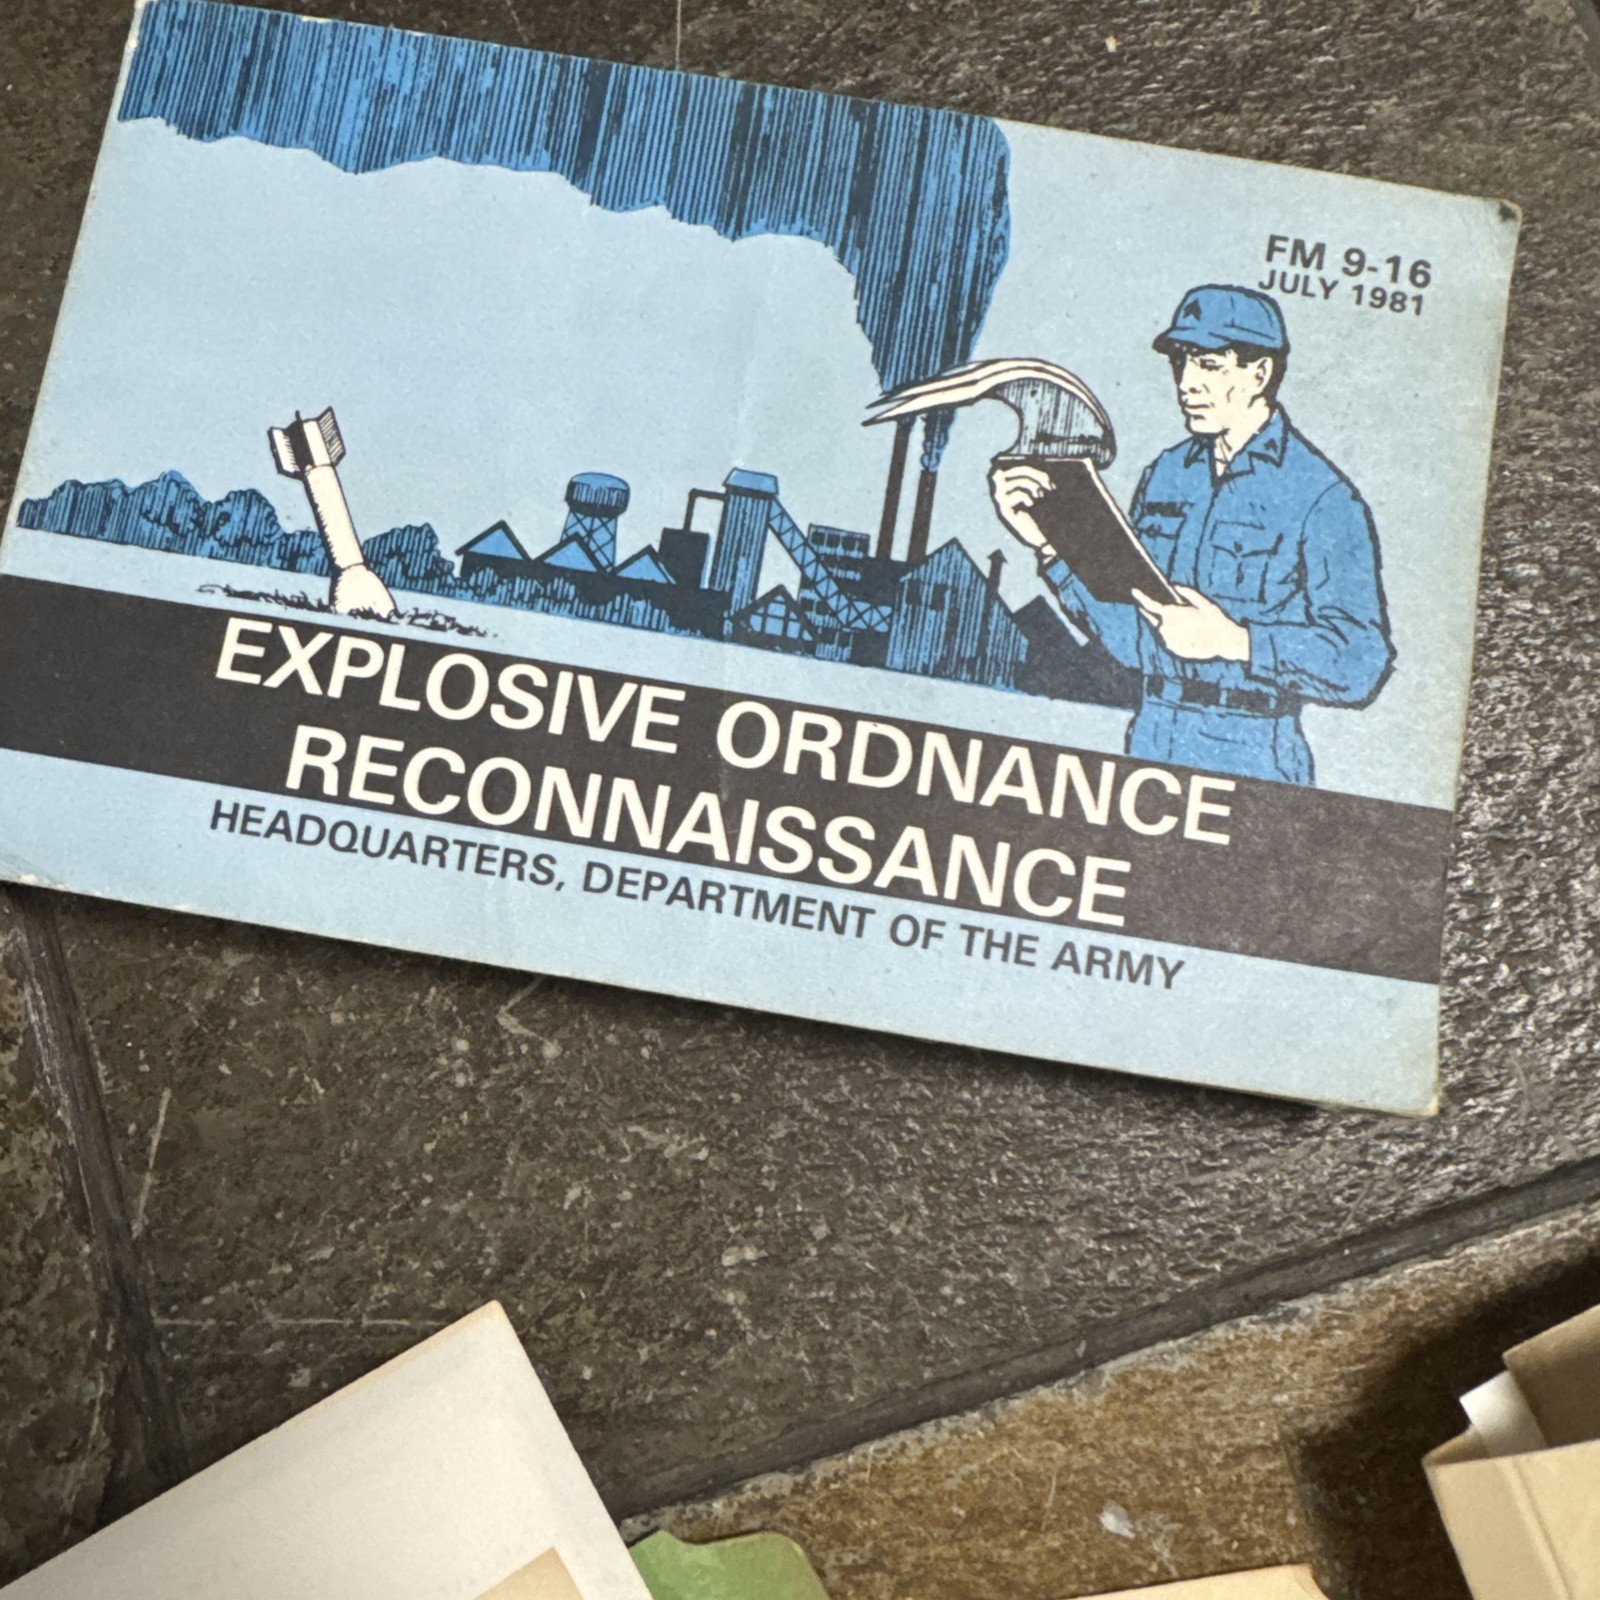 FM 9-16
JULY 1981
EXPLOSIVE ORDNANCE
RECONNAISSANCE
HEADQUARTERS, DEPARTMENT OF THE ARMY